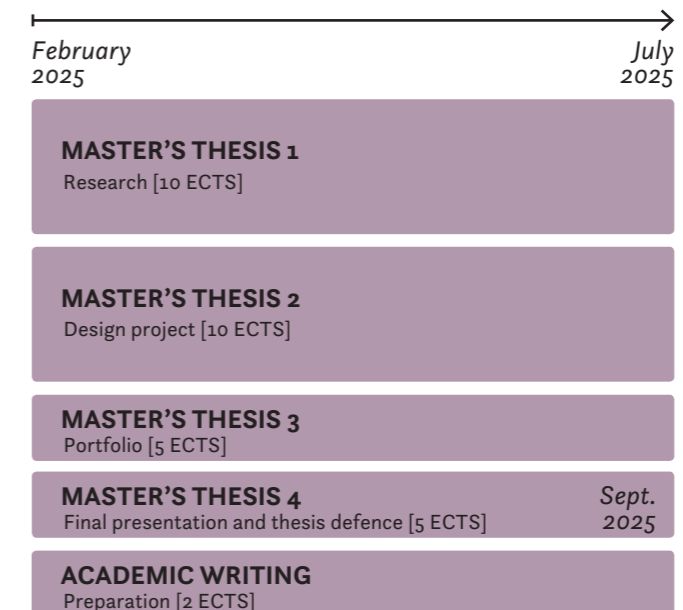 February
2025
July
2025
MASTER’S THESIS 1
Research [10 ECTS]
MASTER’S THESIS 2
Design project [10 ECTS]
MASTER’S THESIS 3
Portfolio [5 ECTS]
MASTER’S THESIS 4
Final presentation and thesis defence [5 ECTS]
Sept.
2025
ACADEMIC WRITING
Preparation [2 ECTS]